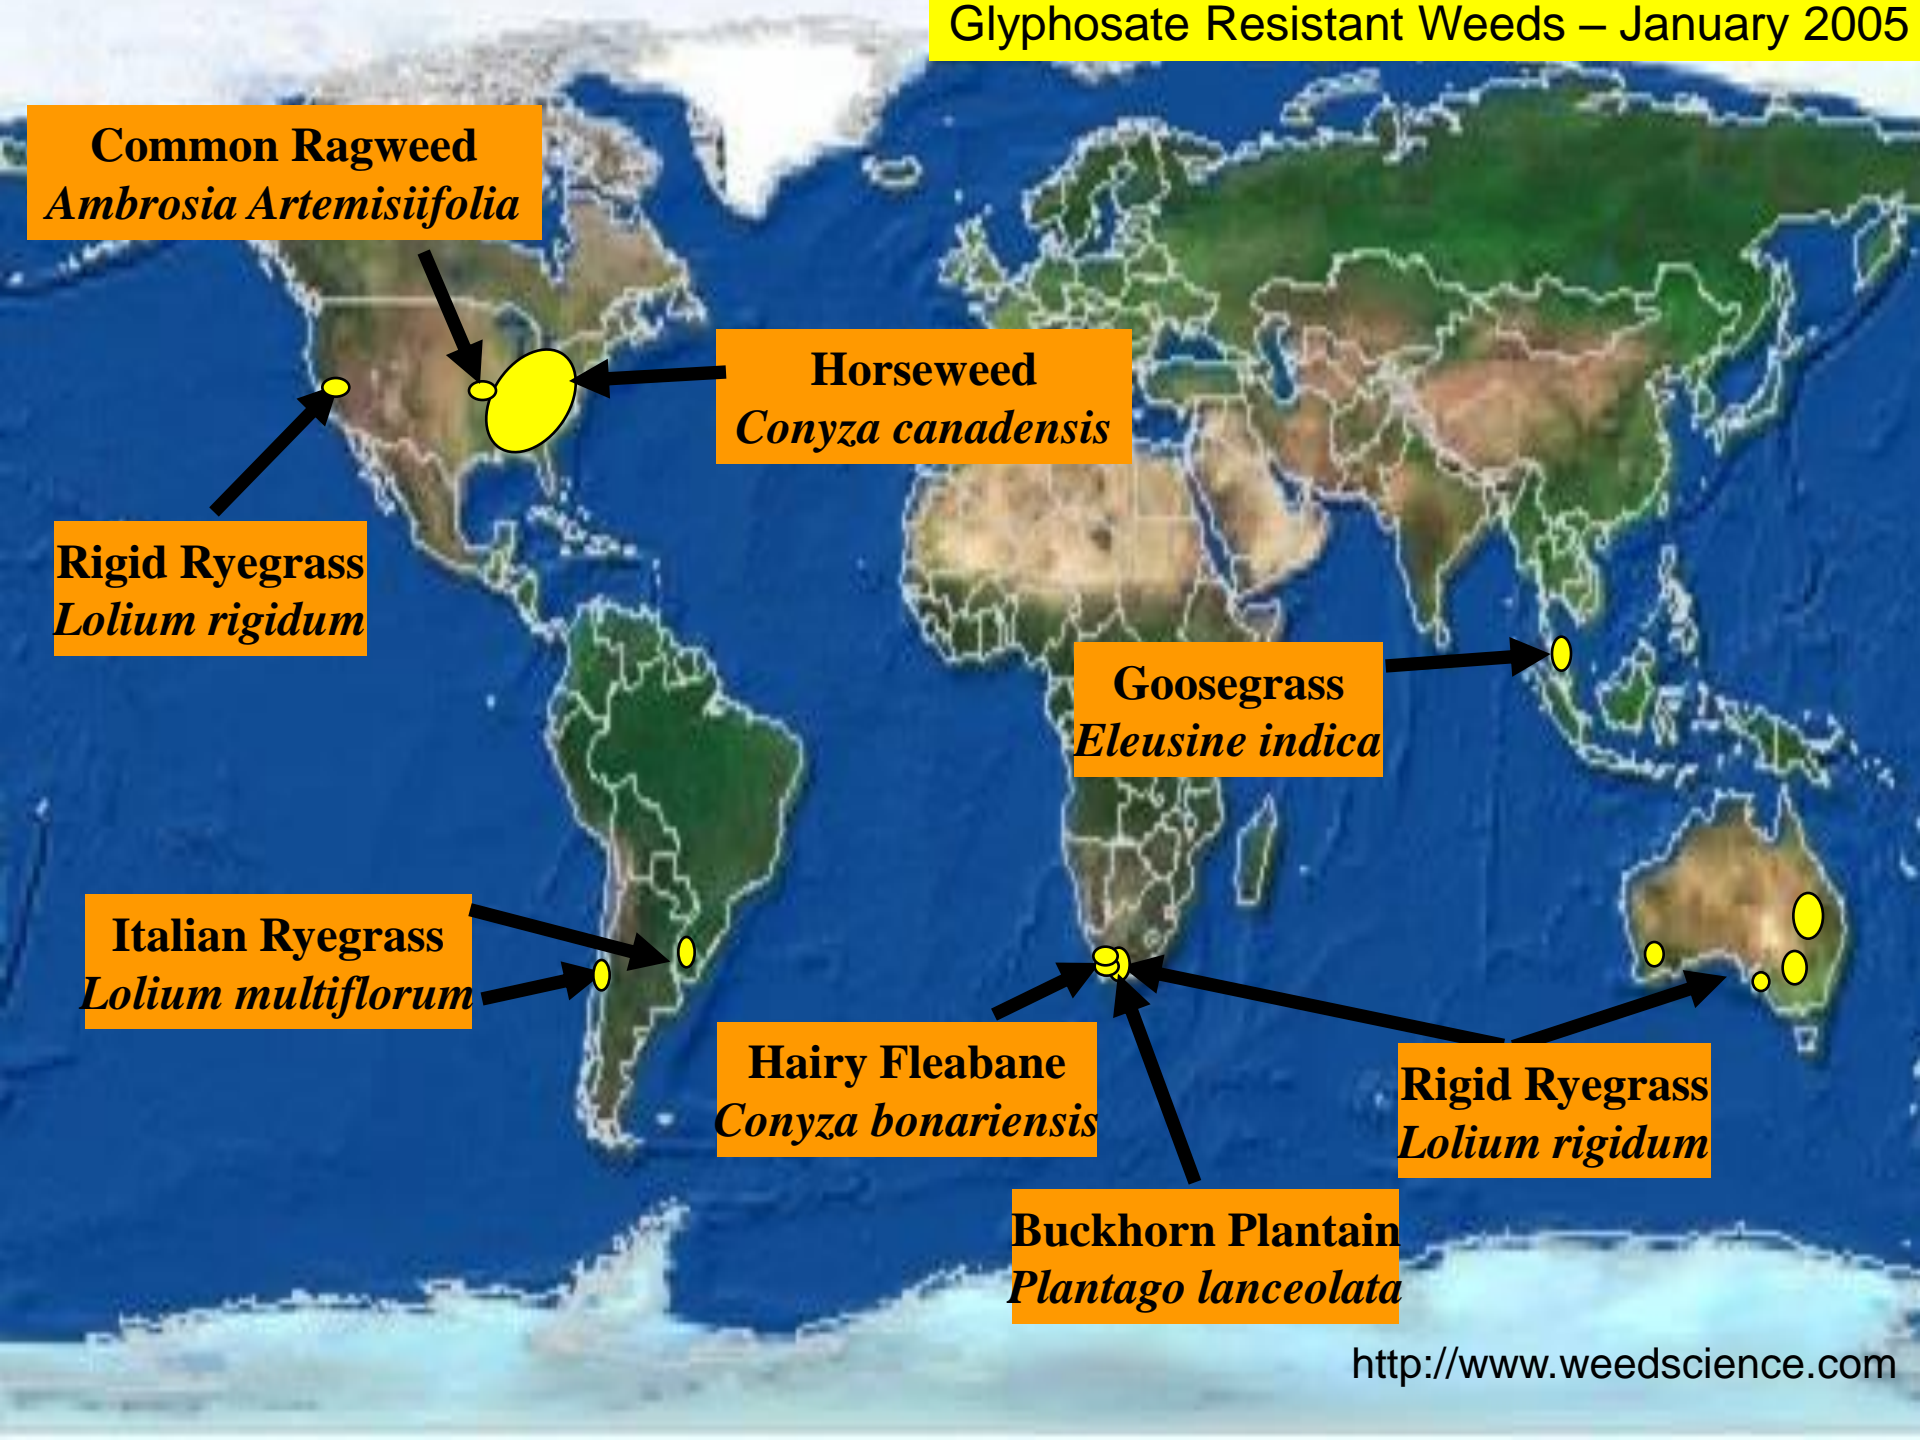 Glyphosate Resistant Weeds – January 2005
Common Ragweed
Ambrosia Artemisiifolia
Horseweed
Conyza canadensis
Rigid Ryegrass
Lolium rigidum
Goosegrass
Eleusine indica
Italian Ryegrass
Lolium multiflorum
Hairy Fleabane
Conyza bonariensis
Rigid Ryegrass
Lolium rigidum
Buckhorn Plantain
Plantago lanceolata
http://www.weedscience.com